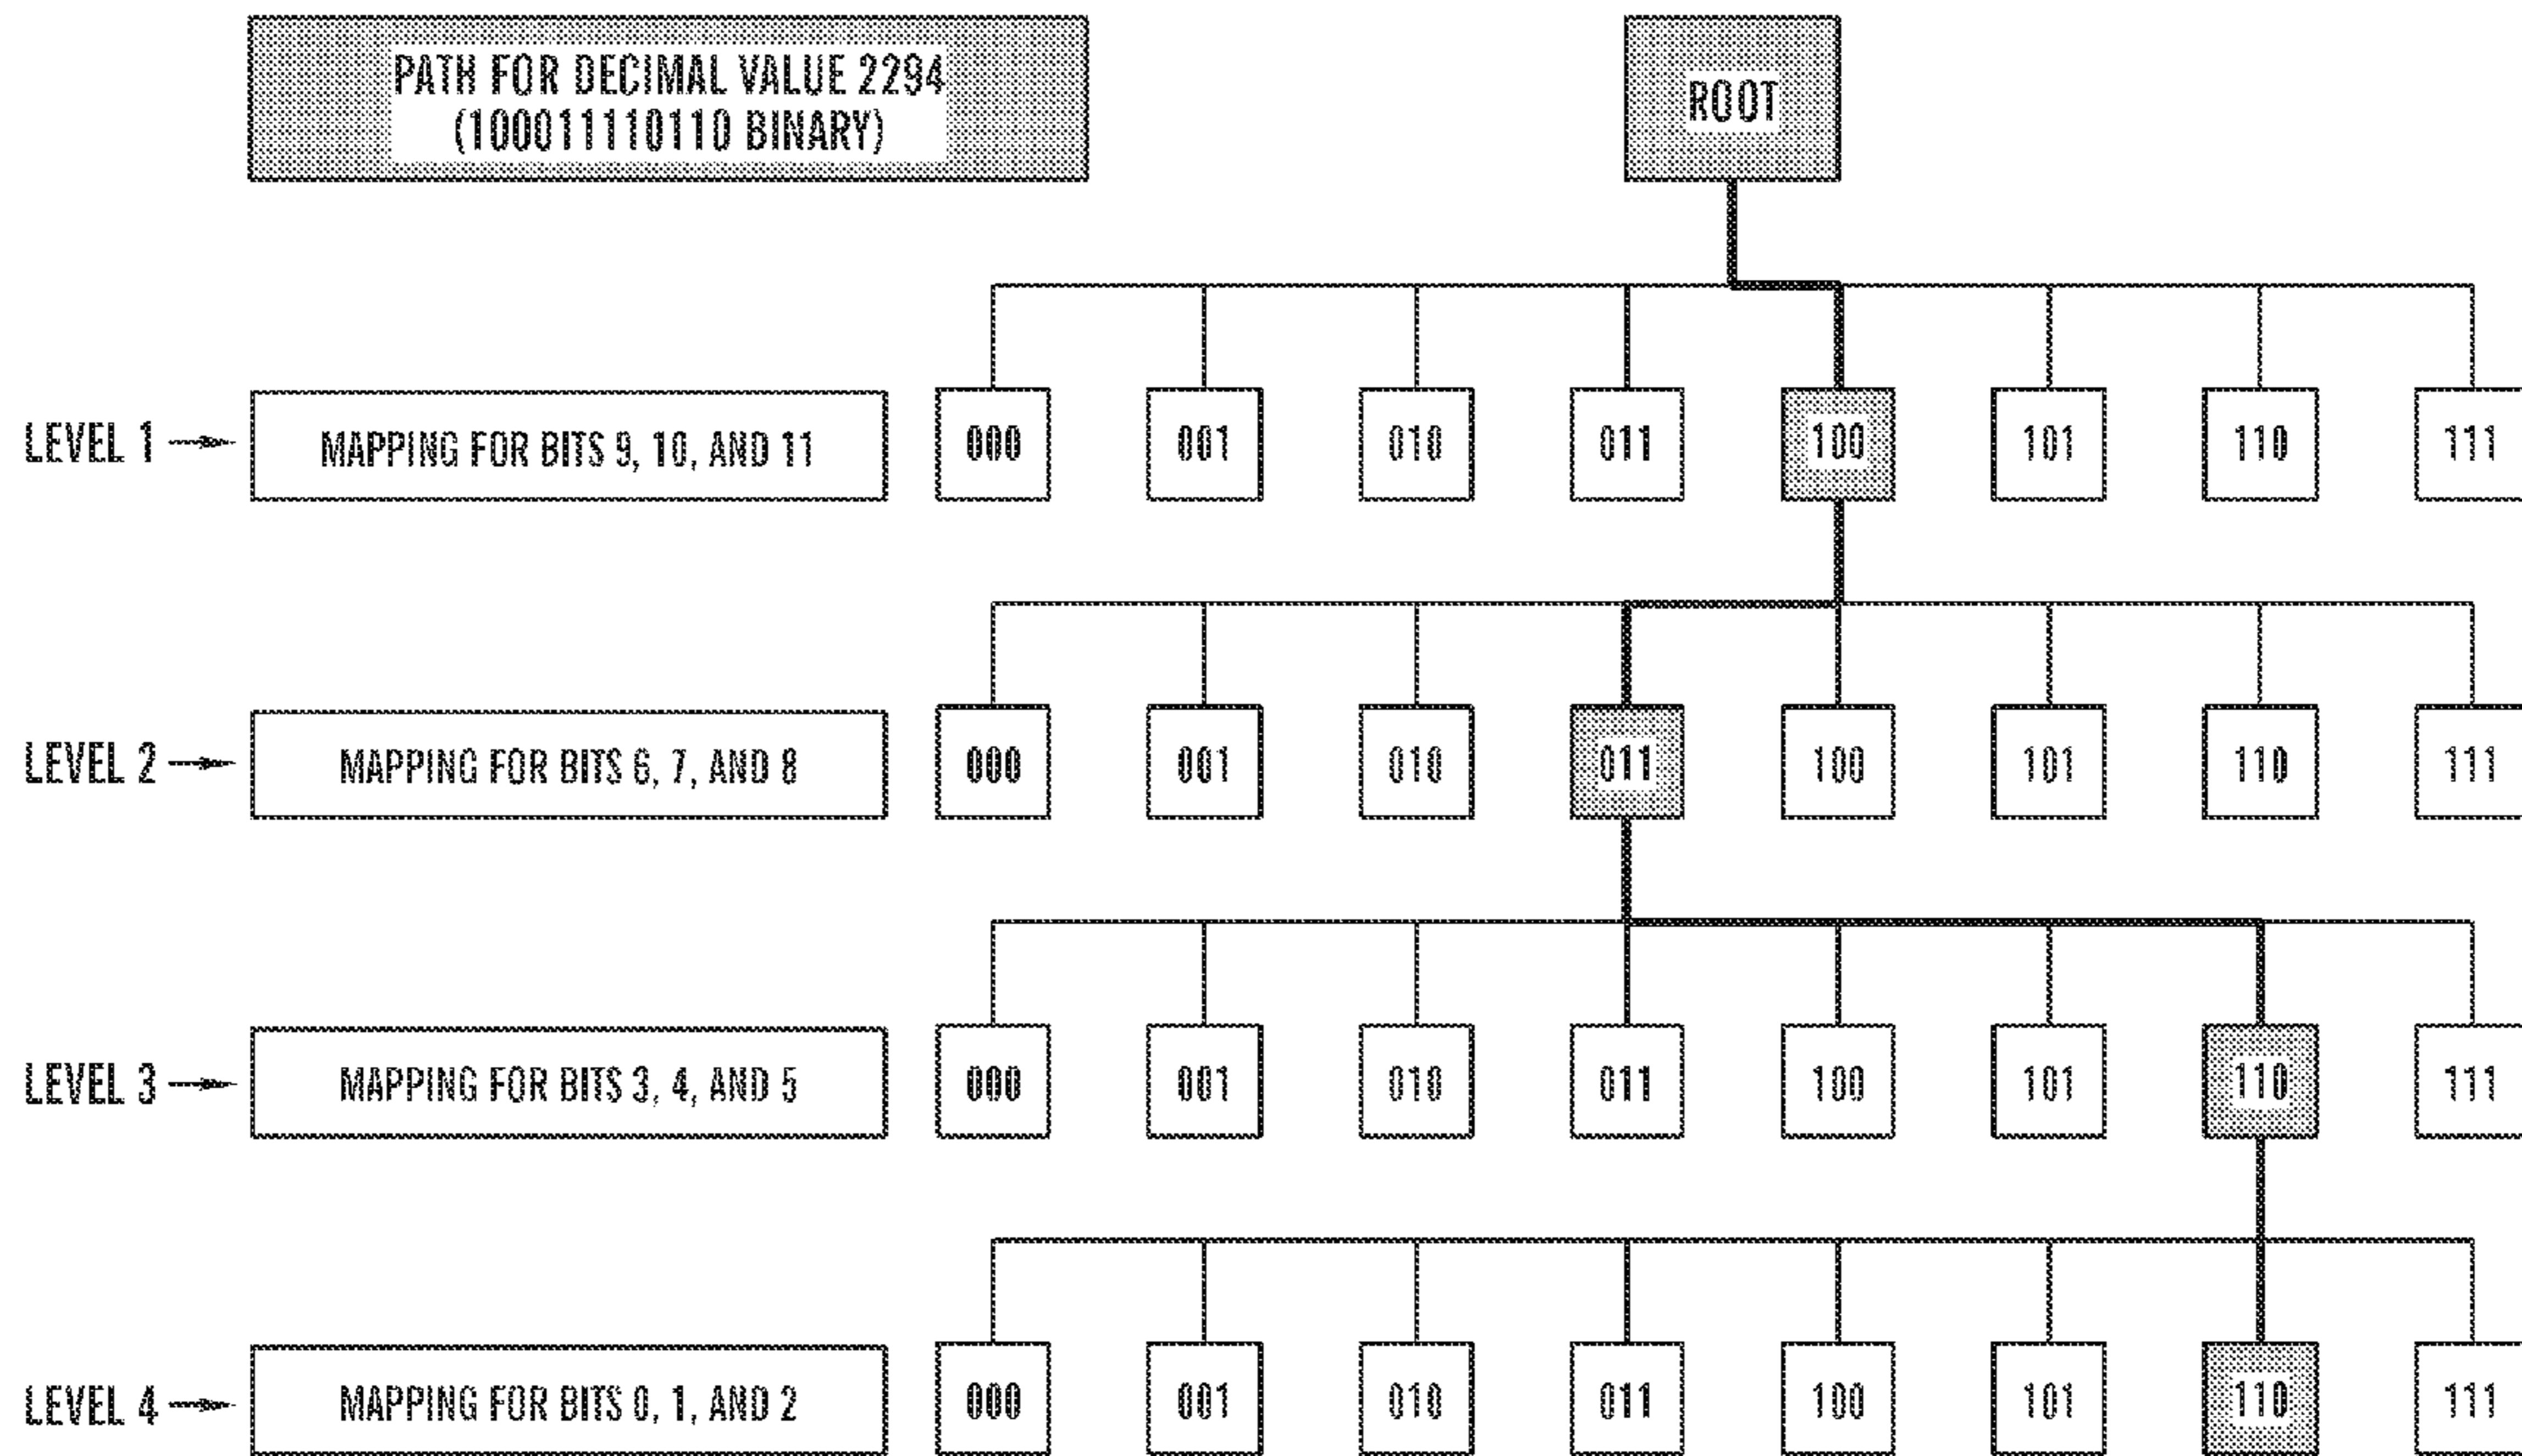 PATH FOR DECIMAL VALUE 2294
(100011110110 BINARY)
ROOT
LEVEL 1
MAPPING FOR BITS 9, 10, AND 11
000 001 010 011 100 101 110 111
LEVEL 2
MAPPING FOR BITS 6, 7, AND 8
000 001 010 011 100 101 110 111
LEVEL 3
MAPPING FOR BITS 3, 4, AND 5
000 001 010 011 100 101 110 111
LEVEL 4
MAPPING FOR BITS 0, 1, AND 2
000 001 010 011 100 101 110 111